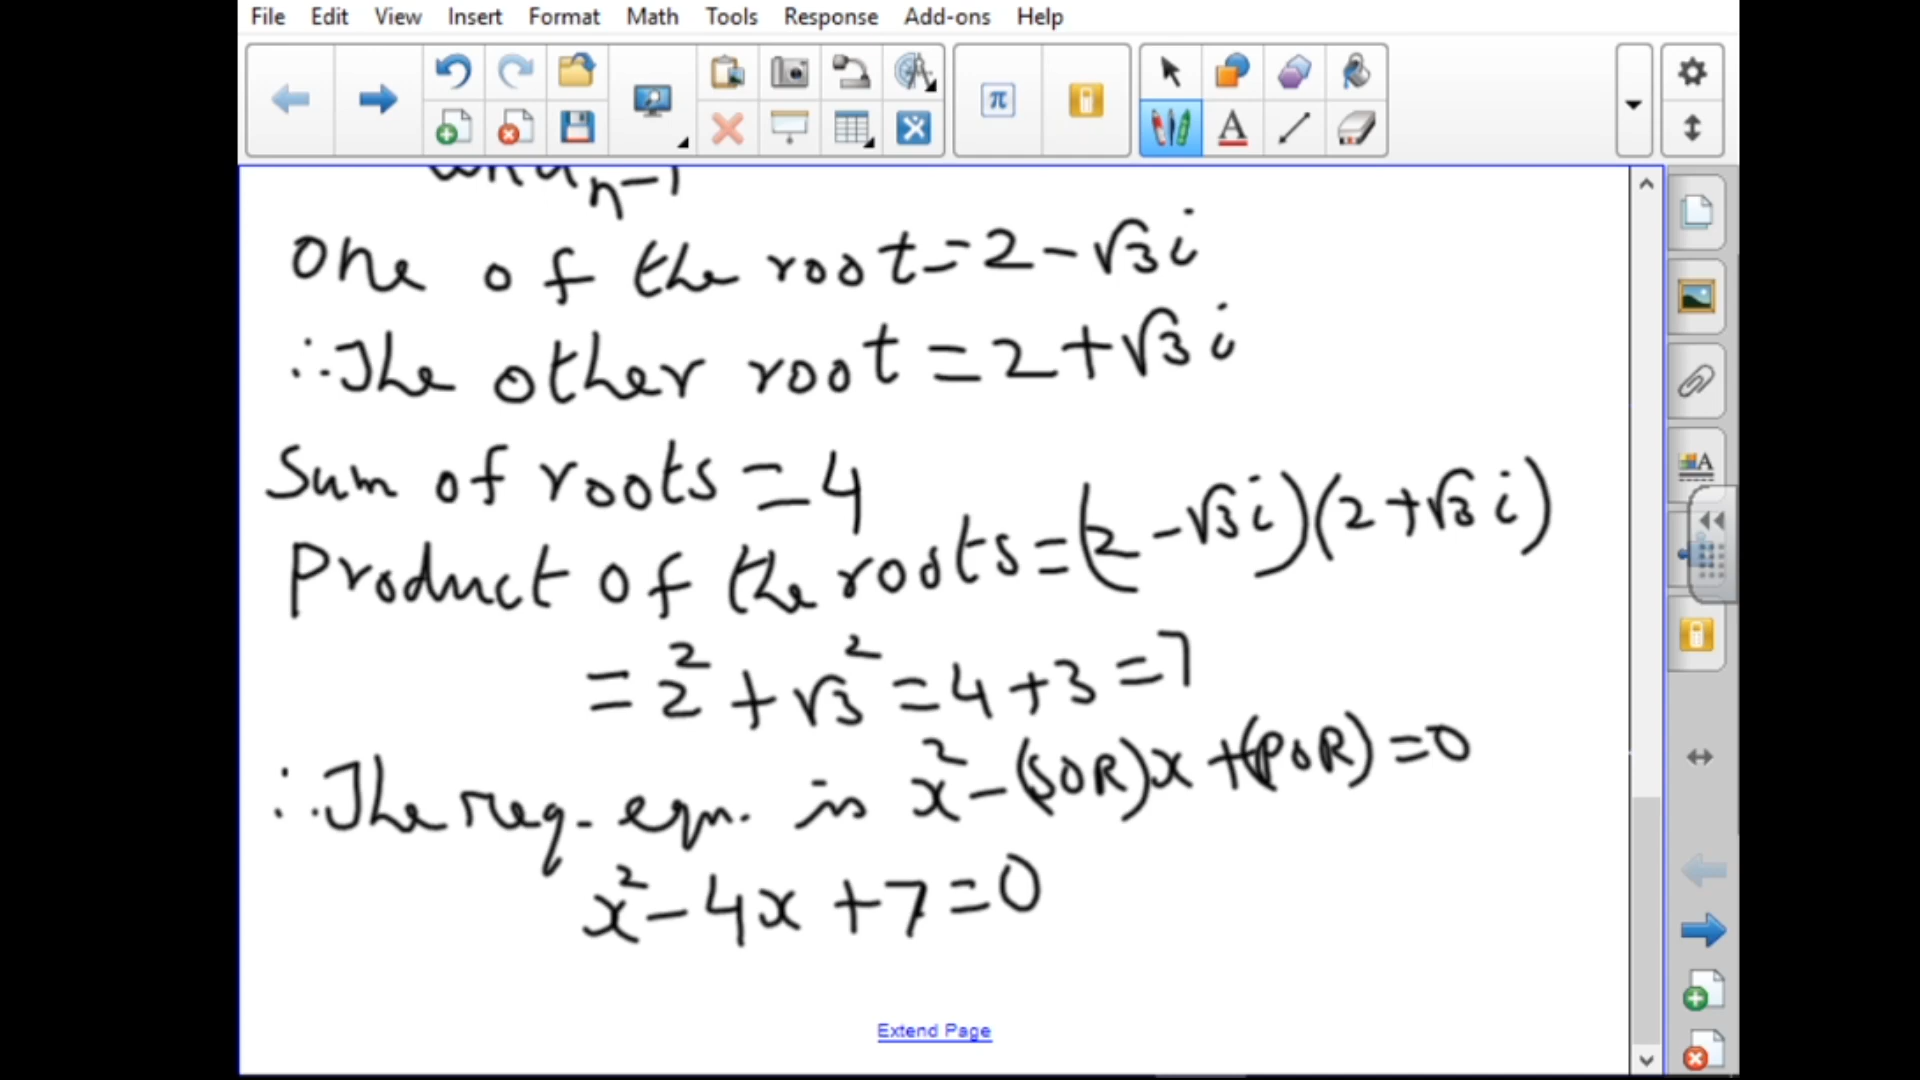 File Edit View Insert Format Math Tools Response Add-ons Help
n-1
One of the root = 2 - √3 i
∴ The other root = 2 + √3 i
Sum of roots = 4
Product of the roots = (2 - √3 i)(2 + √3 i)
= 2² + √3² = 4 + 3 = 7
∴ The req. eqn. is x² - (SOR)x + (POR) = 0
x² - 4x + 7 = 0
Extend Page